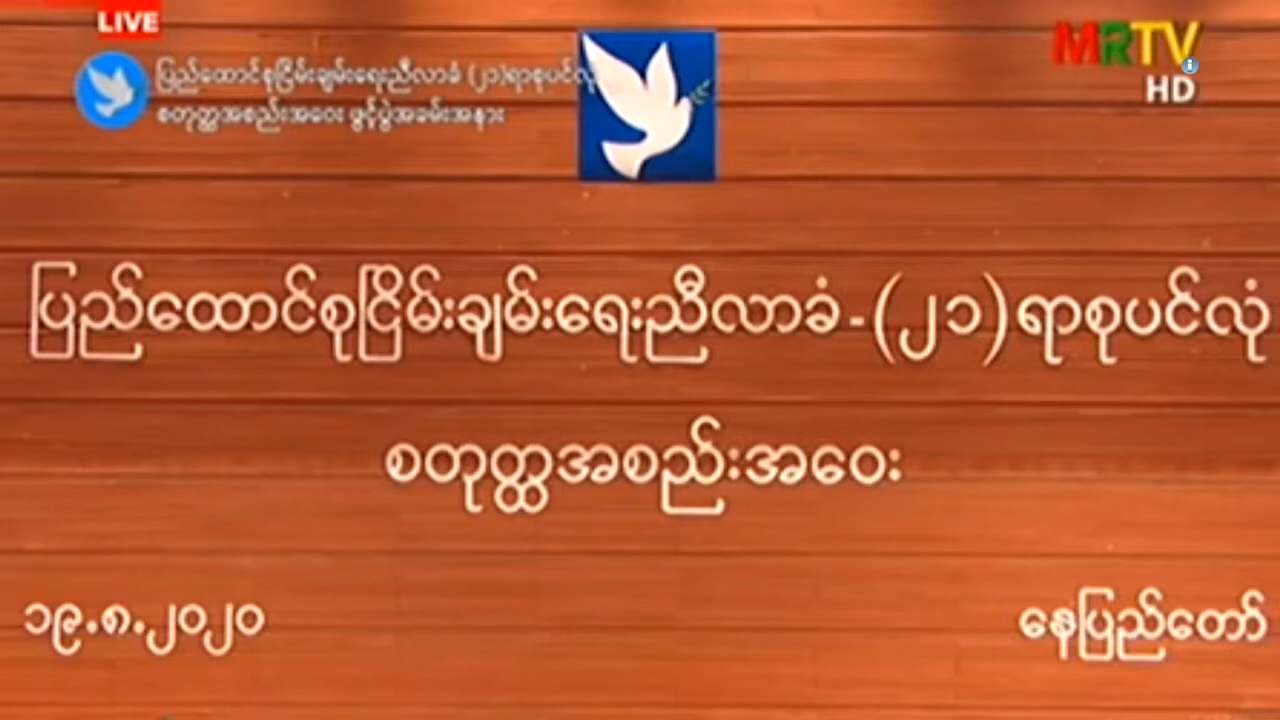 LIVE
ပြည်ထောင်စုငြိမ်းချမ်းရေးညီလာခံ (၂၁)ရာစုပင်လုံ
စတုတ္ထအစည်းအဝေး ဖွင့်ပွဲအခမ်းအနား
MRTV
HD
ပြည်ထောင်စုငြိမ်းချမ်းရေးညီလာခံ-(၂၁)ရာစုပင်လုံ
စတုတ္ထအစည်းအဝေး
၁၉.၈.၂၀၂၀
နေပြည်တော်